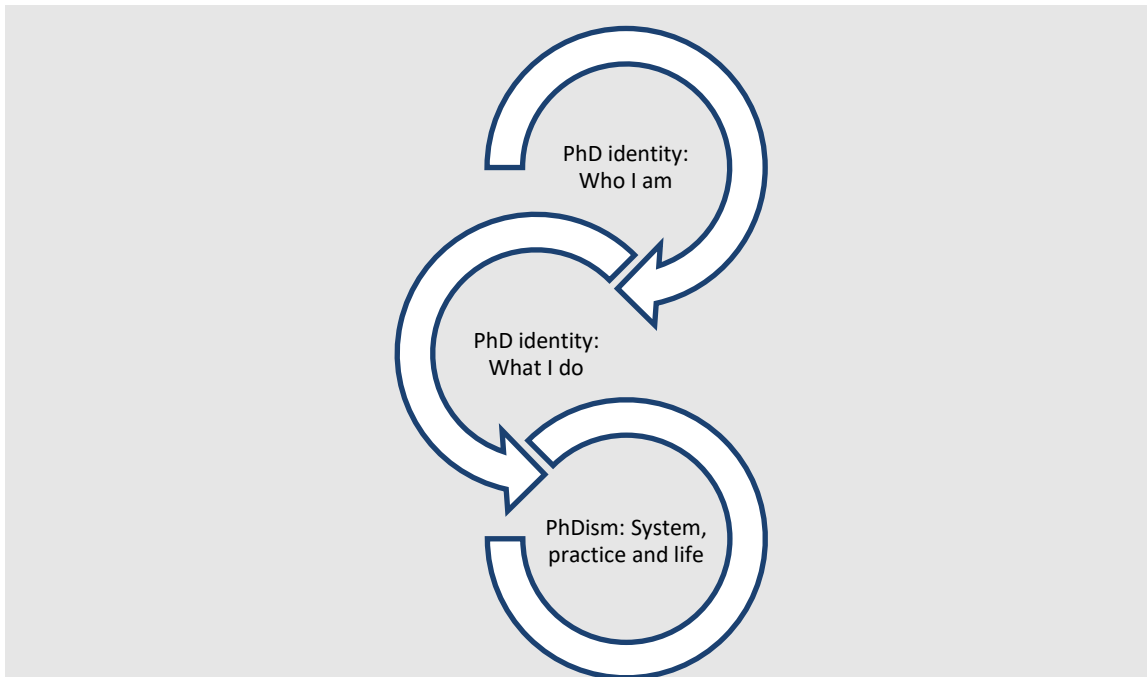 PhD identity:
Who I am
PhD identity:
What I do
PhDism: System,
practice and life